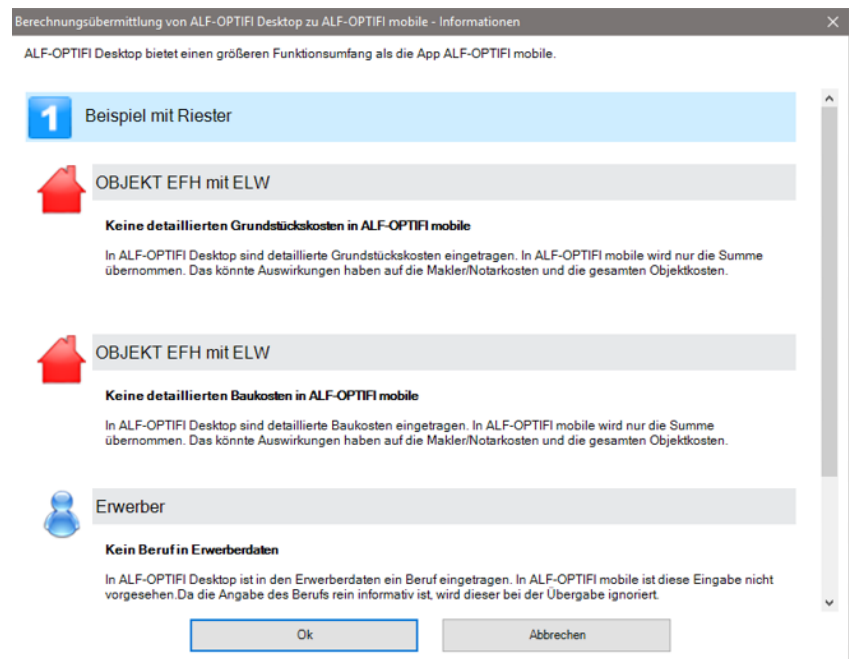 Berechnungsübermittlung von ALF-OPTIFI Desktop zu ALF-OPTIFI mobile - Informationen
ALF-OPTIFI Desktop bietet einen größeren Funktionsumfang als die App ALF-OPTIFI mobile.
1 Beispiel mit Riester
OBJEKT EFH mit ELW
Keine detaillierten Grundstückskosten in ALF-OPTIFI mobile
In ALF-OPTIFI Desktop sind detaillierte Grundstückskosten eingetragen. In ALF-OPTIFI mobile wird nur die Summe
übernommen. Das könnte Auswirkungen haben auf die Makler/Notarkosten und die gesamten Objektkosten.
OBJEKT EFH mit ELW
Keine detaillierten Baukosten in ALF-OPTIFI mobile
In ALF-OPTIFI Desktop sind detaillierte Baukosten eingetragen. In ALF-OPTIFI mobile wird nur die Summe
übernommen. Das könnte Auswirkungen haben auf die Makler/Notarkosten und die gesamten Objektkosten.
Erwerber
Kein Beruf in Erwerberdaten
In ALF-OPTIFI Desktop ist in den Erwerberdaten ein Beruf eingetragen. In ALF-OPTIFI mobile ist diese Eingabe nicht
vorgesehen.Da die Angabe des Berufs rein informativ ist, wird dieser bei der Übergabe ignoriert.
Ok
Abbrechen